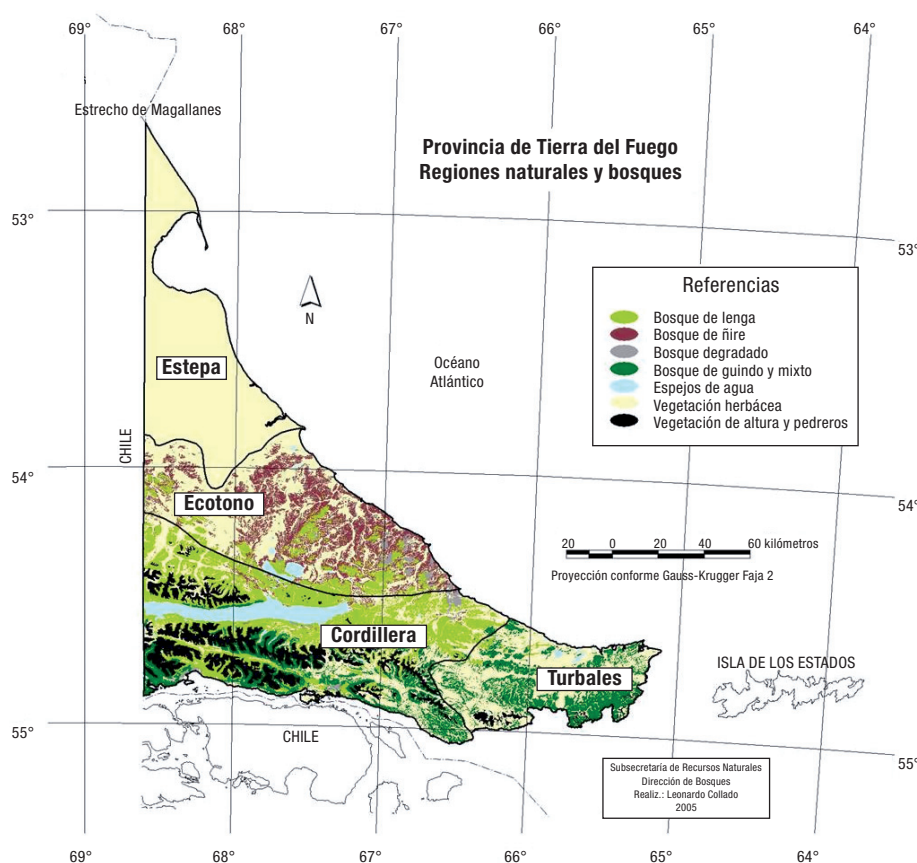 69°
68°
67°
66°
65°
64°
Estrecho de Magallanes
Provincia de Tierra del Fuego
Regiones naturales y bosques
53°
53°
Referencias
Bosque de lenga
Bosque de ñire
Bosque degradado
Bosque de guindo y mixto
Espejos de agua
Vegetación herbácea
Vegetación de altura y pedreros
N
Océano
Atlántico
Estepa
CHILE
54°
54°
Ecotono
20 0 20 40 60 kilómetros
Proyección conforme Gauss-Krugger Faja 2
Cordillera
Turbales
ISLA DE LOS ESTADOS
55°
55°
CHILE
Subsecretaría de Recursos Naturales
Dirección de Bosques
Realiz.: Leonardo Collado
2005
69°
68°
67°
66°
65°
64°